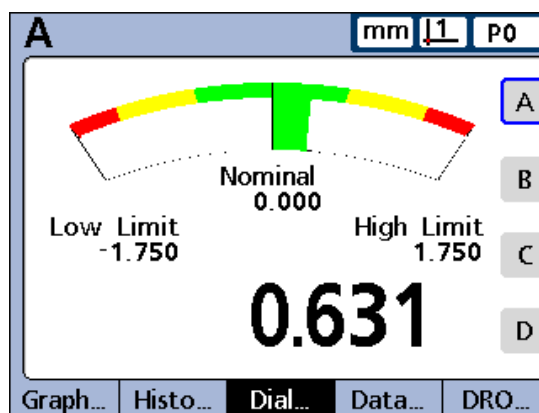 A
mm
1
P0
A
Nominal
0.000
B
Low Limit
-1.750
High Limit
1.750
C
0.631
D
Graph...
Histo...
Dial...
Data...
DRO...